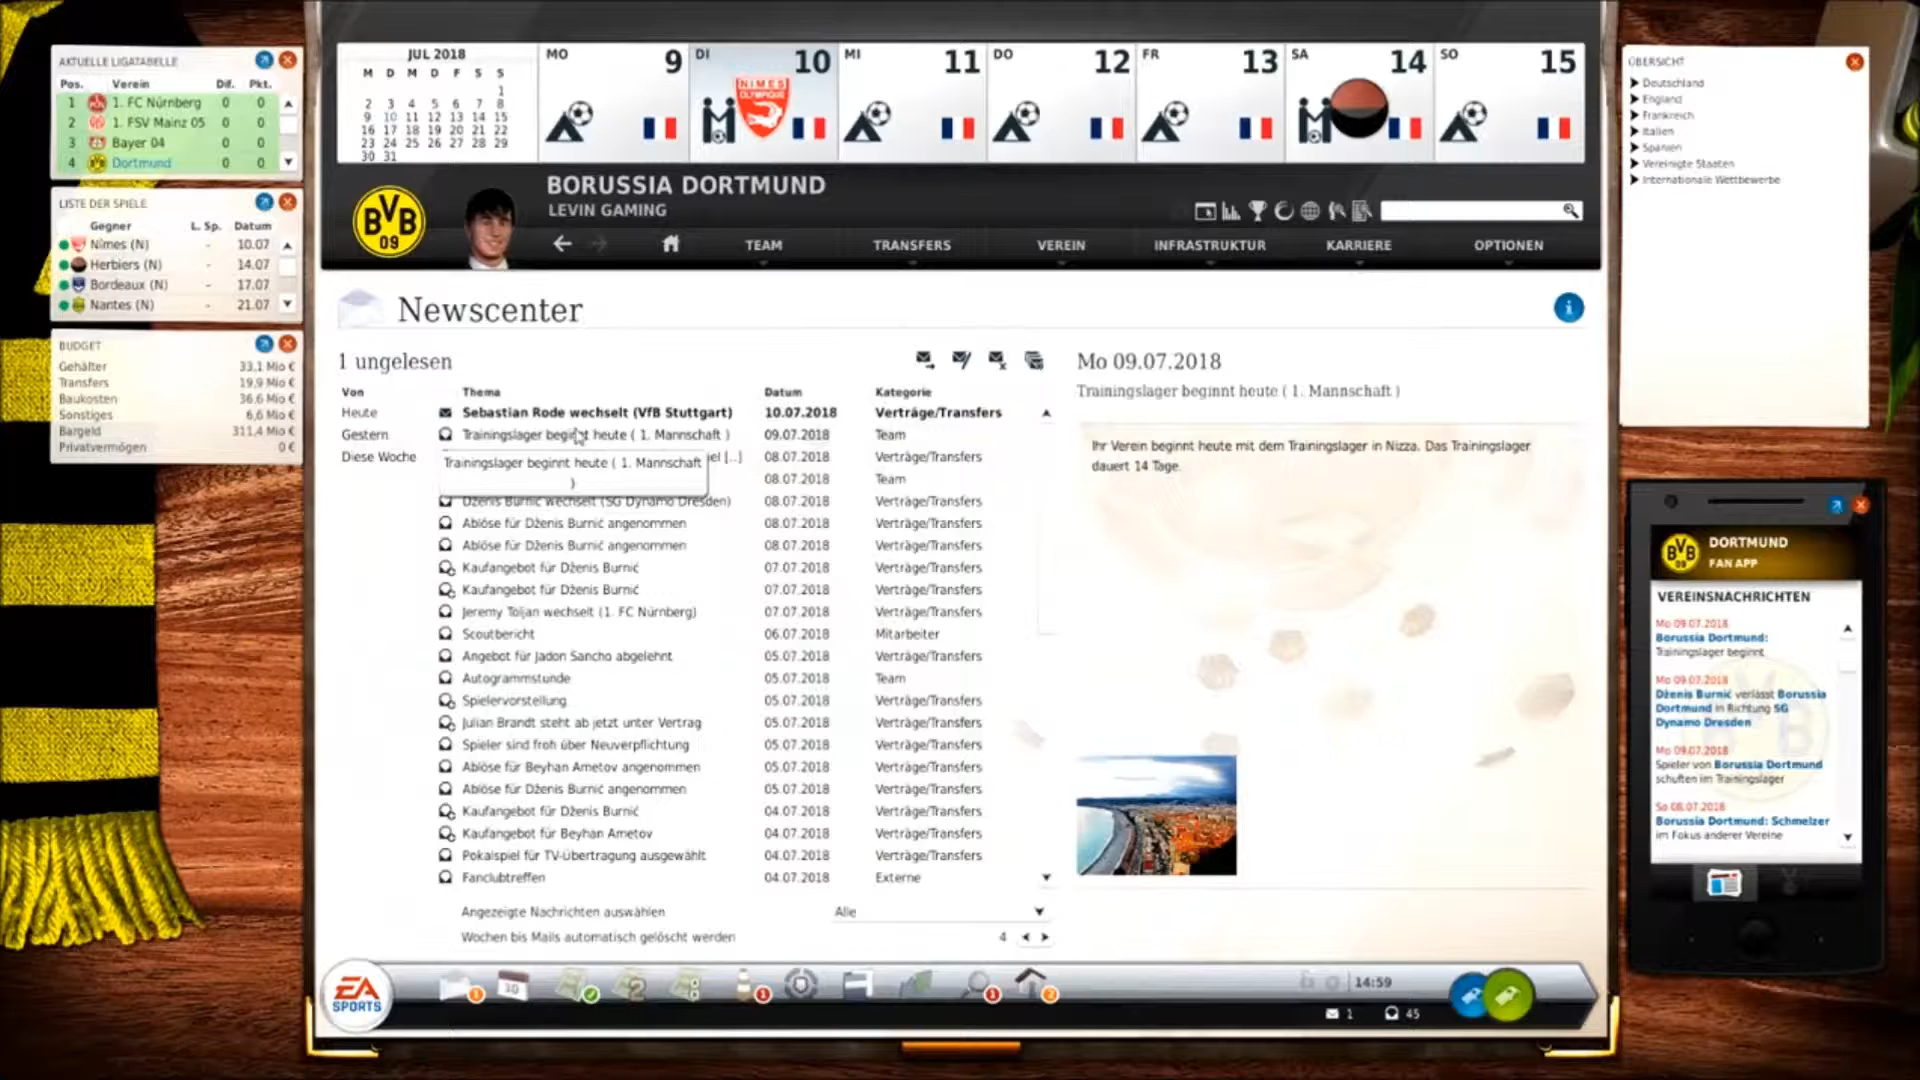 AKTUELLE LIGATABELLE
Pos. Verein Dif. Pkt.
1 1. FC Nürnberg 0 0
2 1. FSV Mainz 05 0 0
3 Bayer 04 0 0
4 Dortmund 0 0
LISTE DER SPIELE
Gegner L. Sp. Datum
Nîmes (N) - 10.07
Herbiers (N) - 14.07
Bordeaux (N) - 17.07
Nantes (N) - 21.07
BUDGET
Gehälter 33,1 Mio €
Transfers 19,9 Mio €
Baukosten 36,6 Mio €
Sonstiges 6,6 Mio €
Bargeld 311,4 Mio €
Privatvermögen 0 €
JUL 2018
M D M D F S S
1
2 3 4 5 6 7 8
9 10 11 12 13 14 15
16 17 18 19 20 21 22
23 24 25 26 27 28 29
30 31
MO 9
DI 10
NIMES
OLYMPIQUE
MI 11
DO 12
FR 13
SA 14
SO 15
BVB
09
BORUSSIA DORTMUND
LEVIN GAMING
TEAM TRANSFERS VEREIN INFRASTRUKTUR KARRIERE OPTIONEN
Newscenter
1 ungelesen
Von Thema Datum Kategorie
Heute Sebastian Rode wechselt (VfB Stuttgart) 10.07.2018 Verträge/Transfers
Gestern Trainingslager beginnt heute ( 1. Mannschaft ) 09.07.2018 Team
Diese Woche iel [..] 08.07.2018 Verträge/Transfers
Trainingslager beginnt heute ( 1. Mannschaft
)
08.07.2018 Team
Dženis Burnić wechselt (SG Dynamo Dresden) 08.07.2018 Verträge/Transfers
Ablöse für Dženis Burnić angenommen 08.07.2018 Verträge/Transfers
Ablöse für Dženis Burnić angenommen 08.07.2018 Verträge/Transfers
Kaufangebot für Dženis Burnić 07.07.2018 Verträge/Transfers
Kaufangebot für Dženis Burnić 07.07.2018 Verträge/Transfers
Jeremy Toljan wechselt (1. FC Nürnberg) 07.07.2018 Verträge/Transfers
Scoutbericht 06.07.2018 Mitarbeiter
Angebot für Jadon Sancho abgelehnt 05.07.2018 Verträge/Transfers
Autogrammstunde 05.07.2018 Team
Spielervorstellung 05.07.2018 Verträge/Transfers
Julian Brandt steht ab jetzt unter Vertrag 05.07.2018 Verträge/Transfers
Spieler sind froh über Neuverpflichtung 05.07.2018 Verträge/Transfers
Ablöse für Beyhan Ametov angenommen 05.07.2018 Verträge/Transfers
Ablöse für Dženis Burnić angenommen 05.07.2018 Verträge/Transfers
Kaufangebot für Dženis Burnić 04.07.2018 Verträge/Transfers
Kaufangebot für Beyhan Ametov 04.07.2018 Verträge/Transfers
Pokalspiel für TV-Übertragung ausgewählt 04.07.2018 Verträge/Transfers
Fanclubtreffen 04.07.2018 Externe
Angezeigte Nachrichten auswählen Alle
Wochen bis Mails automatisch gelöscht werden 4
Mo 09.07.2018
Trainingslager beginnt heute ( 1. Mannschaft )
Ihr Verein beginnt heute mit dem Trainingslager in Nizza. Das Trainingslager
dauert 14 Tage.
EA
SPORTS
1 10 2 8 1 1 2
14:59
1 45
ÜBERSICHT
Deutschland
England
Frankreich
Italien
Spanien
Vereinigte Staaten
Internationale Wettbewerbe
BVB
09
DORTMUND
FAN APP
VEREINSNACHRICHTEN
Mo 09.07.2018
Borussia Dortmund:
Trainingslager beginnt
Mo 09.07.2018
Dženis Burnić verlässt Borussia
Dortmund in Richtung SG
Dynamo Dresden
Mo 09.07.2018
Spieler von Borussia Dortmund
schuften im Trainingslager
So 08.07.2018
Borussia Dortmund: Schmelzer
im Fokus anderer Vereine